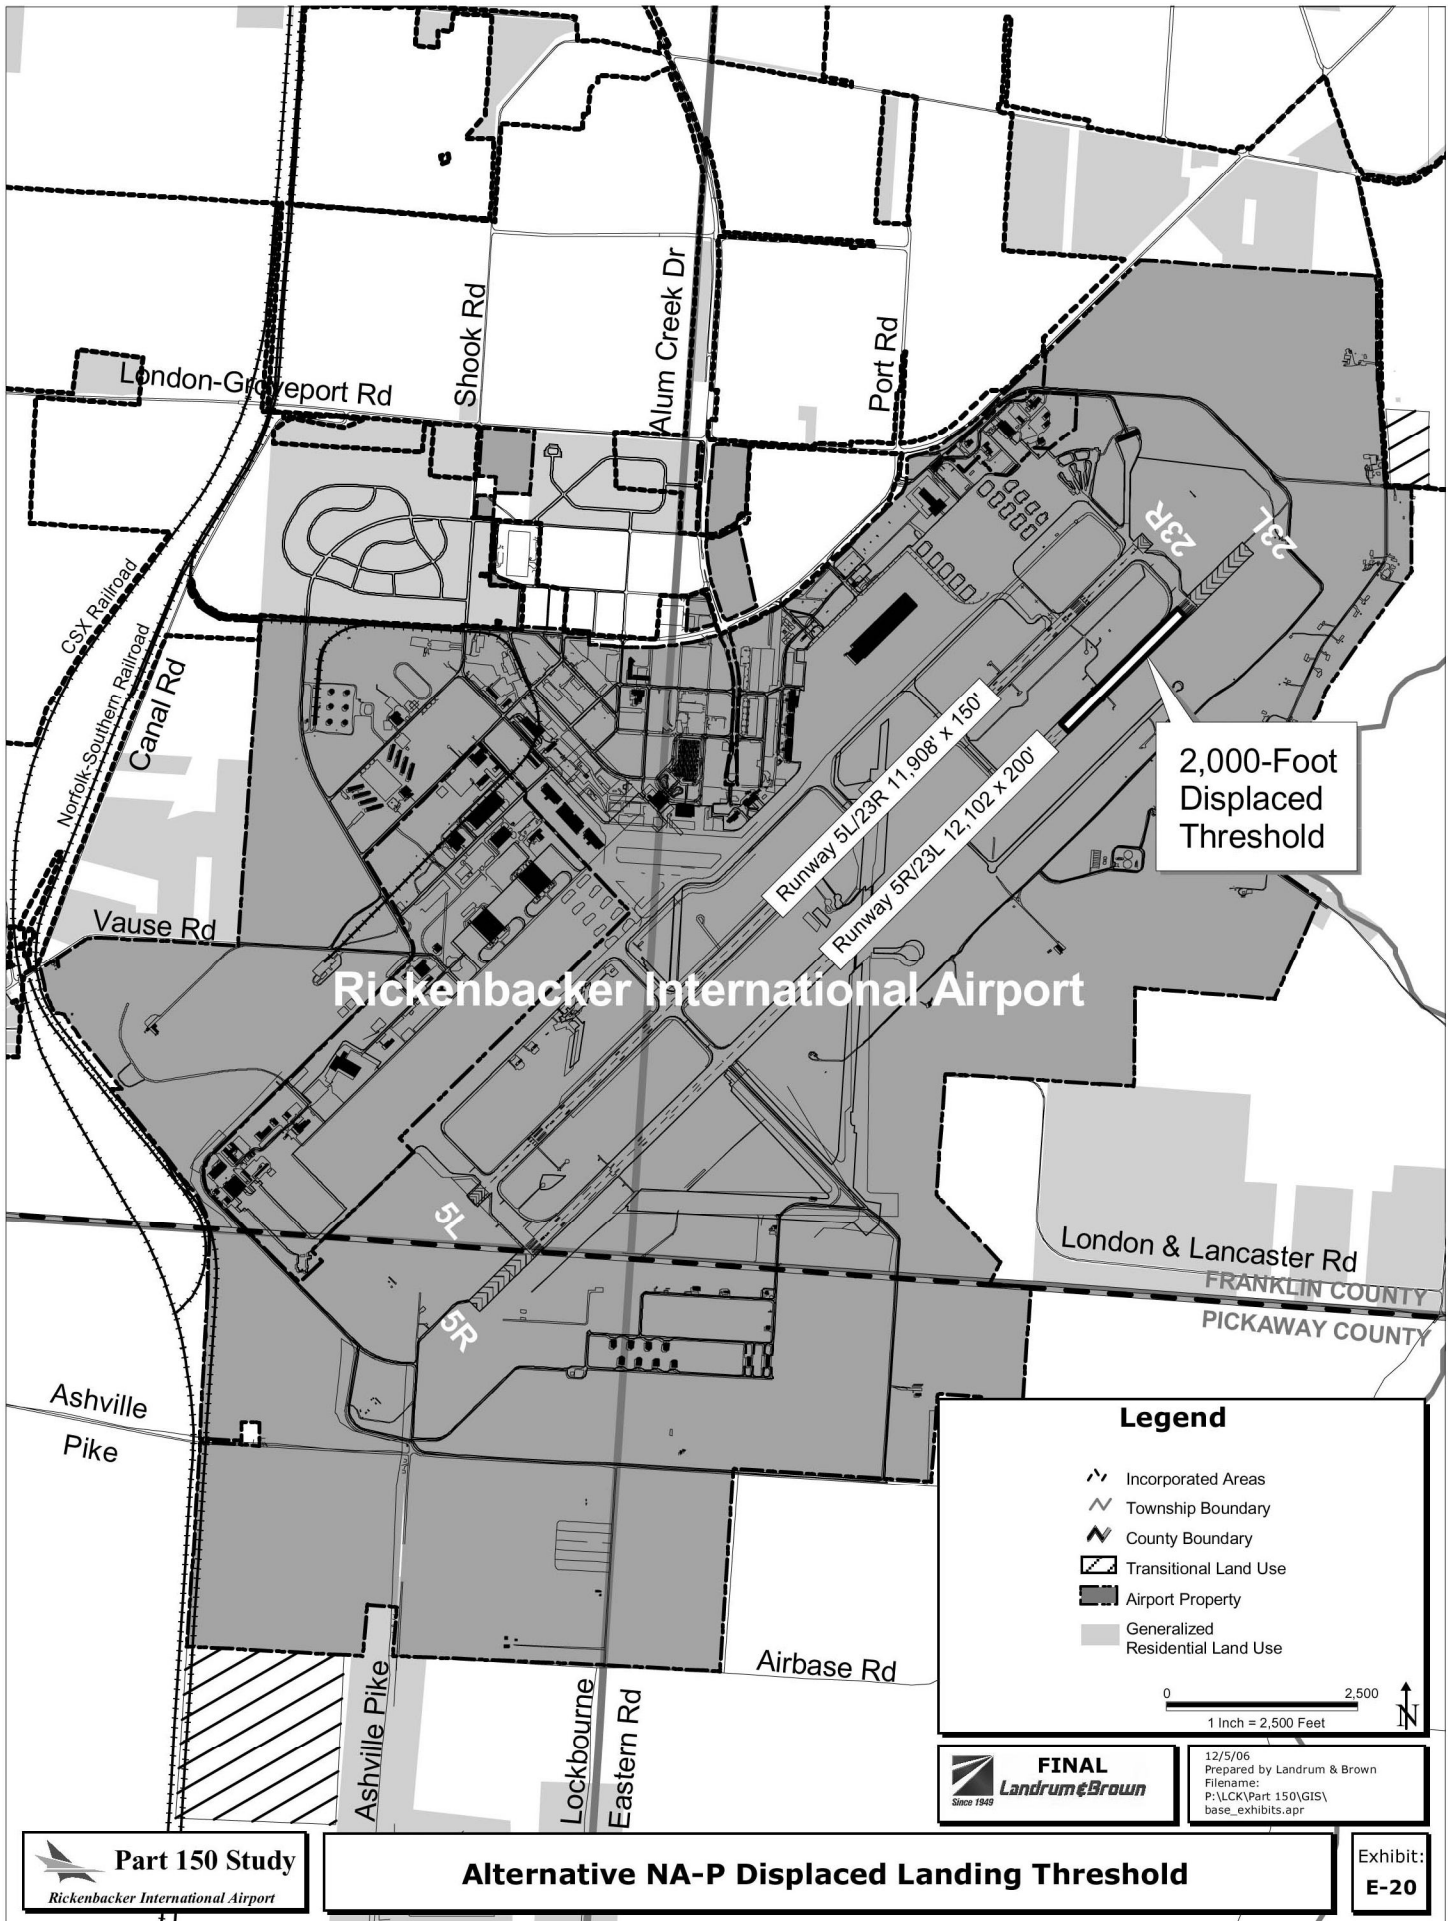 London-Groveport Rd
Shook Rd
Alum Creek Dr
Port Rd
CSX Railroad
Norfolk-Southern Railroad
Canal Rd
23R
23L
Runway 5L/23R 11,908' x 150'
Runway 5R/23L 12,102 x 200'
2,000-Foot
Displaced
Threshold
Vause Rd
Rickenbacker International Airport
5L
5R
London & Lancaster Rd
FRANKLIN COUNTY
PICKAWAY COUNTY
Ashville
Pike
Ashville Pike
Lockbourne
Eastern Rd
Airbase Rd
Legend
Incorporated Areas
Township Boundary
County Boundary
Transitional Land Use
Airport Property
Generalized
Residential Land Use
0 2,500
1 Inch = 2,500 Feet
N
Since 1949
FINAL
Landrum & Brown
12/5/06
Prepared by Landrum & Brown
Filename:
P:\LCK\Part 150\GIS\
base_exhibits.apr
Part 150 Study
Rickenbacker International Airport
Alternative NA-P Displaced Landing Threshold
Exhibit:
E-20